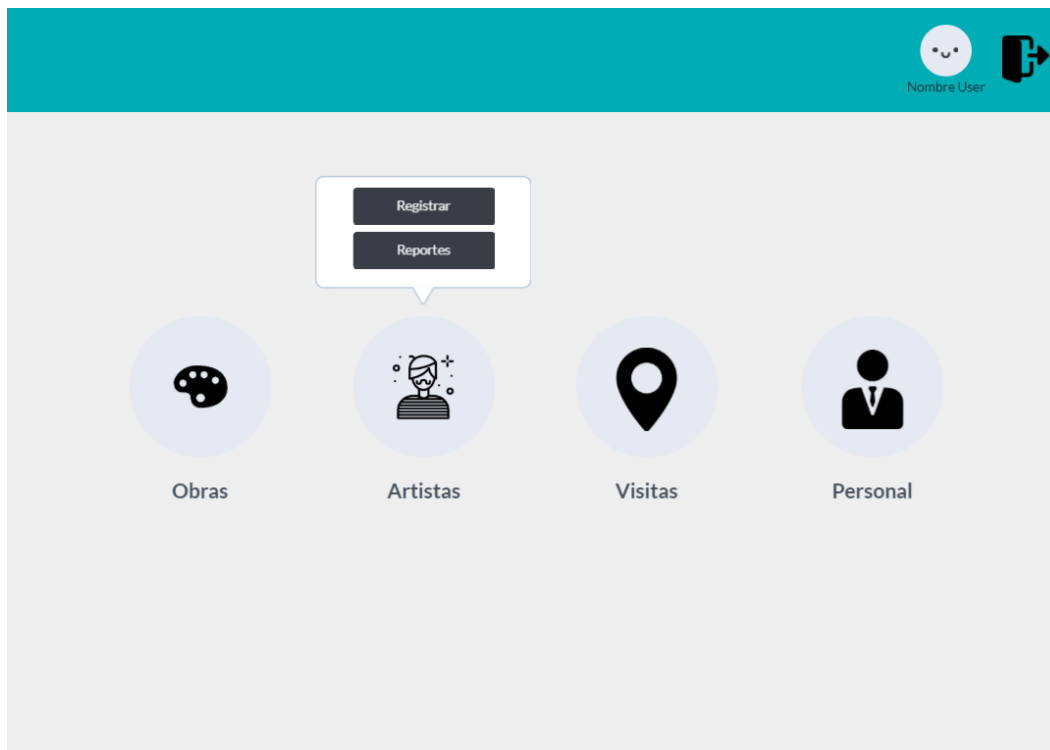 Nombre User
Registrar
Reportes
Obras
Artistas
Visitas
Personal